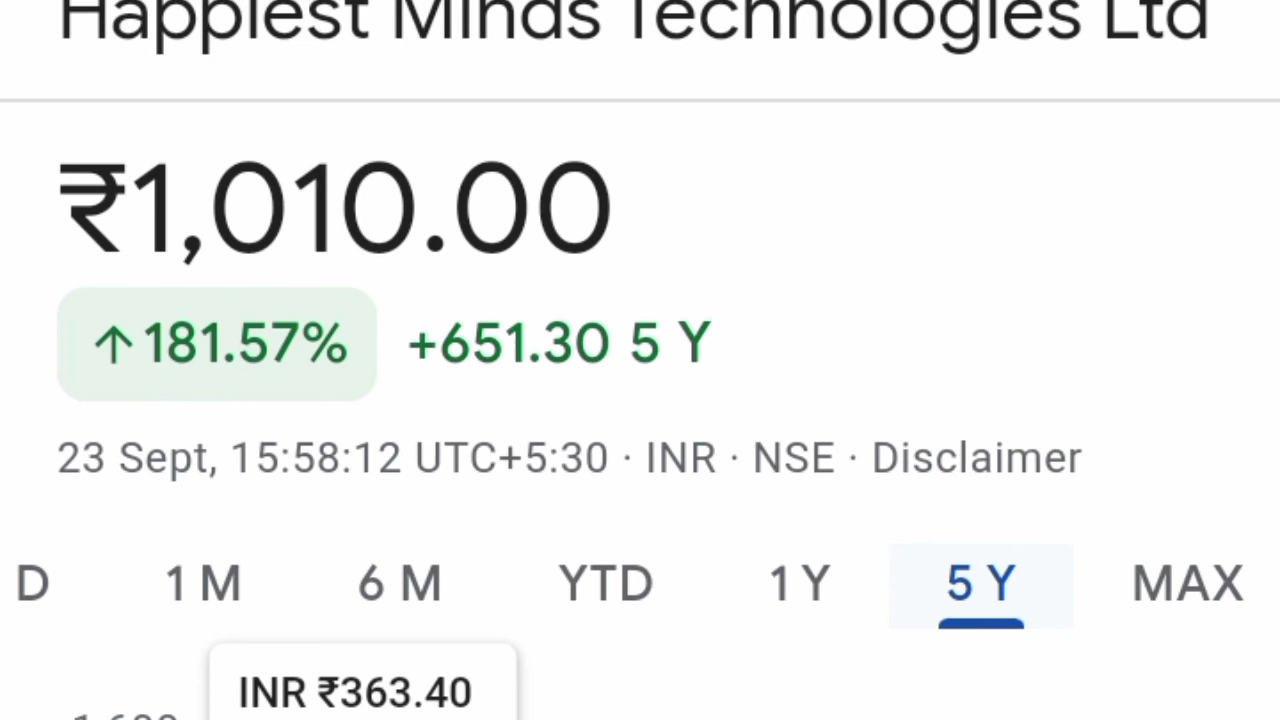 Happiest Minds Technologies Ltd
₹1,010.00
↑181.57% +651.30 5 Y
23 Sept, 15:58:12 UTC+5:30 · INR · NSE · Disclaimer
D 1 M 6 M YTD 1 Y 5 Y MAX
INR ₹363.40